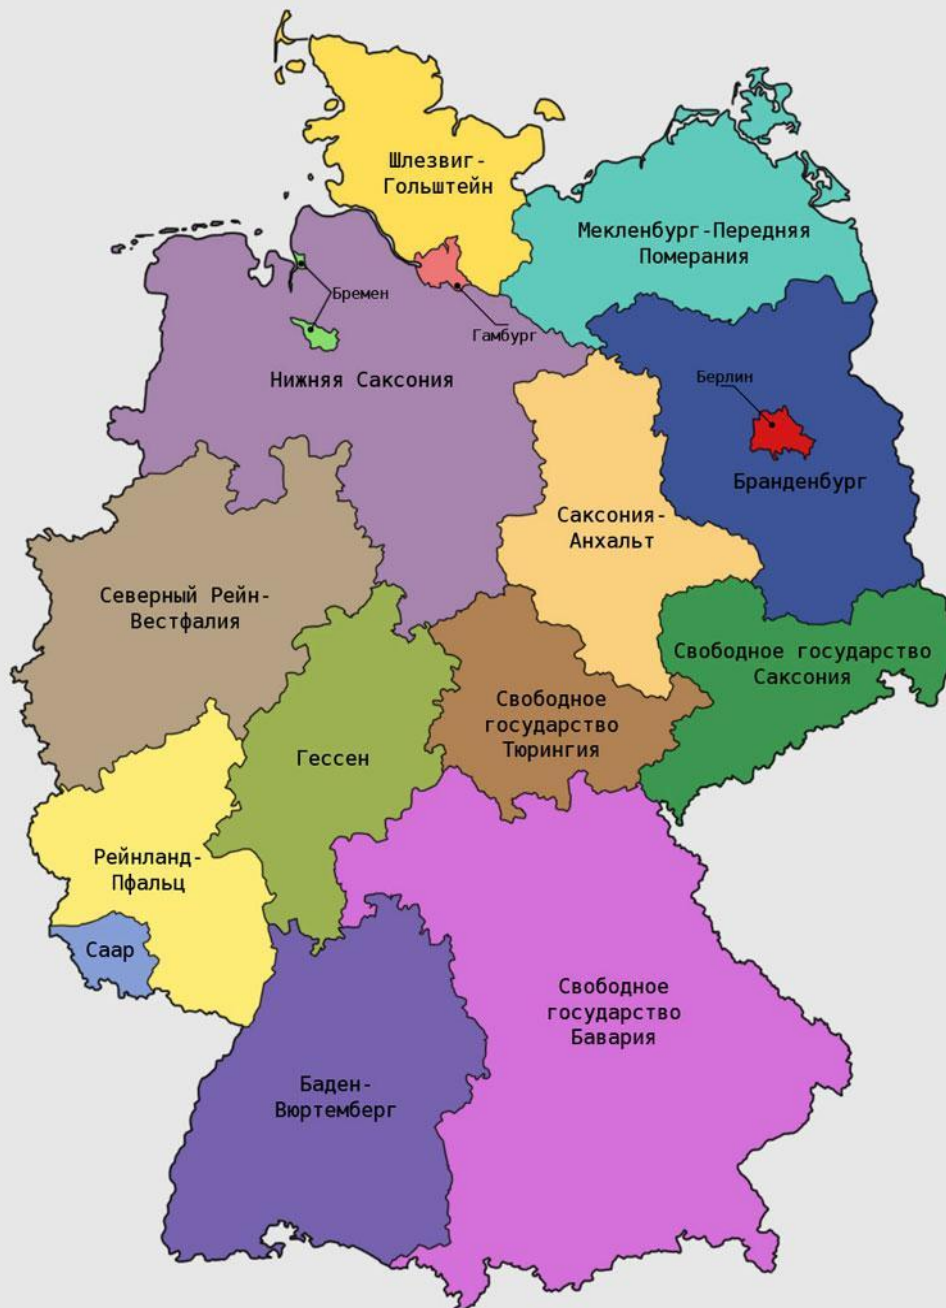 Шлезвиг-
Гольштейн
Мекленбург-Передняя
Померания
Бремен
Гамбург
Нижняя Саксония
Берлин
Бранденбург
Саксония-
Анхальт
Северный Рейн-
Вестфалия
Свободное государство
Саксония
Свободное
государство
Тюрингия
Гессен
Рейнланд-
Пфальц
Саар
Свободное
государство
Бавария
Баден-
Вюртемберг